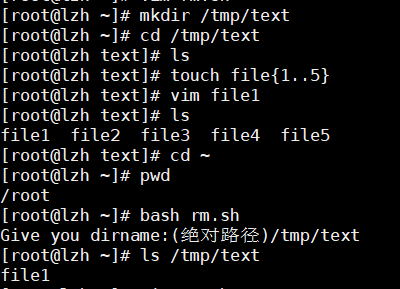 [root@lzh ~]# mkdir /tmp/text
[root@lzh ~]# cd /tmp/text
[root@lzh text]# ls
[root@lzh text]# touch file{1..5}
[root@lzh text]# vim file1
[root@lzh text]# ls
file1  file2  file3  file4  file5
[root@lzh text]# cd ~
[root@lzh ~]# pwd
/root
[root@lzh ~]# bash rm.sh
Give you dirname:(绝对路径)/tmp/text
[root@lzh ~]# ls /tmp/text
file1